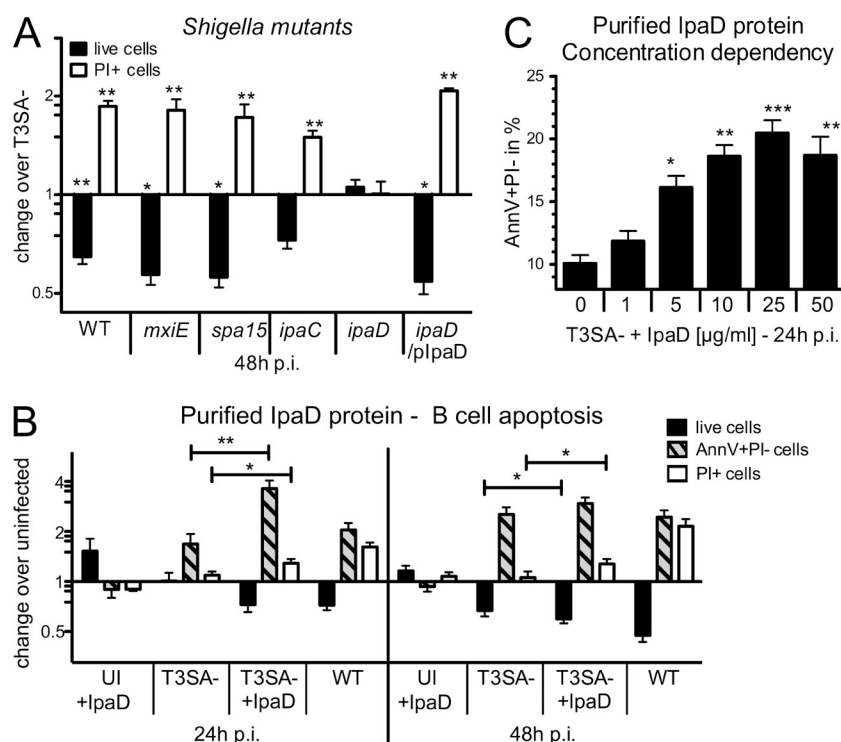 A
Shigella mutants
live cells
PI+ cells
change over T3SA-
2
1
0.5
** ** * ** * ** ** * **
WT mxiE spa15 ipaC ipaD ipaD
/pIpaD
48h p.i.
C
Purified IpaD protein
Concentration dependency
AnnV+PI- in %
25
20
15
10
* ** *** **
0 1 5 10 25 50
T3SA- + IpaD [µg/ml] - 24h p.i.
B
Purified IpaD protein - B cell apoptosis
live cells
AnnV+PI- cells
PI+ cells
change over uninfected
4
2
1
0.5
**
*
*
*
UI
+IpaD
T3SA-
T3SA-
+IpaD
WT
UI
+IpaD
T3SA-
T3SA-
+IpaD
WT
24h p.i.
48h p.i.